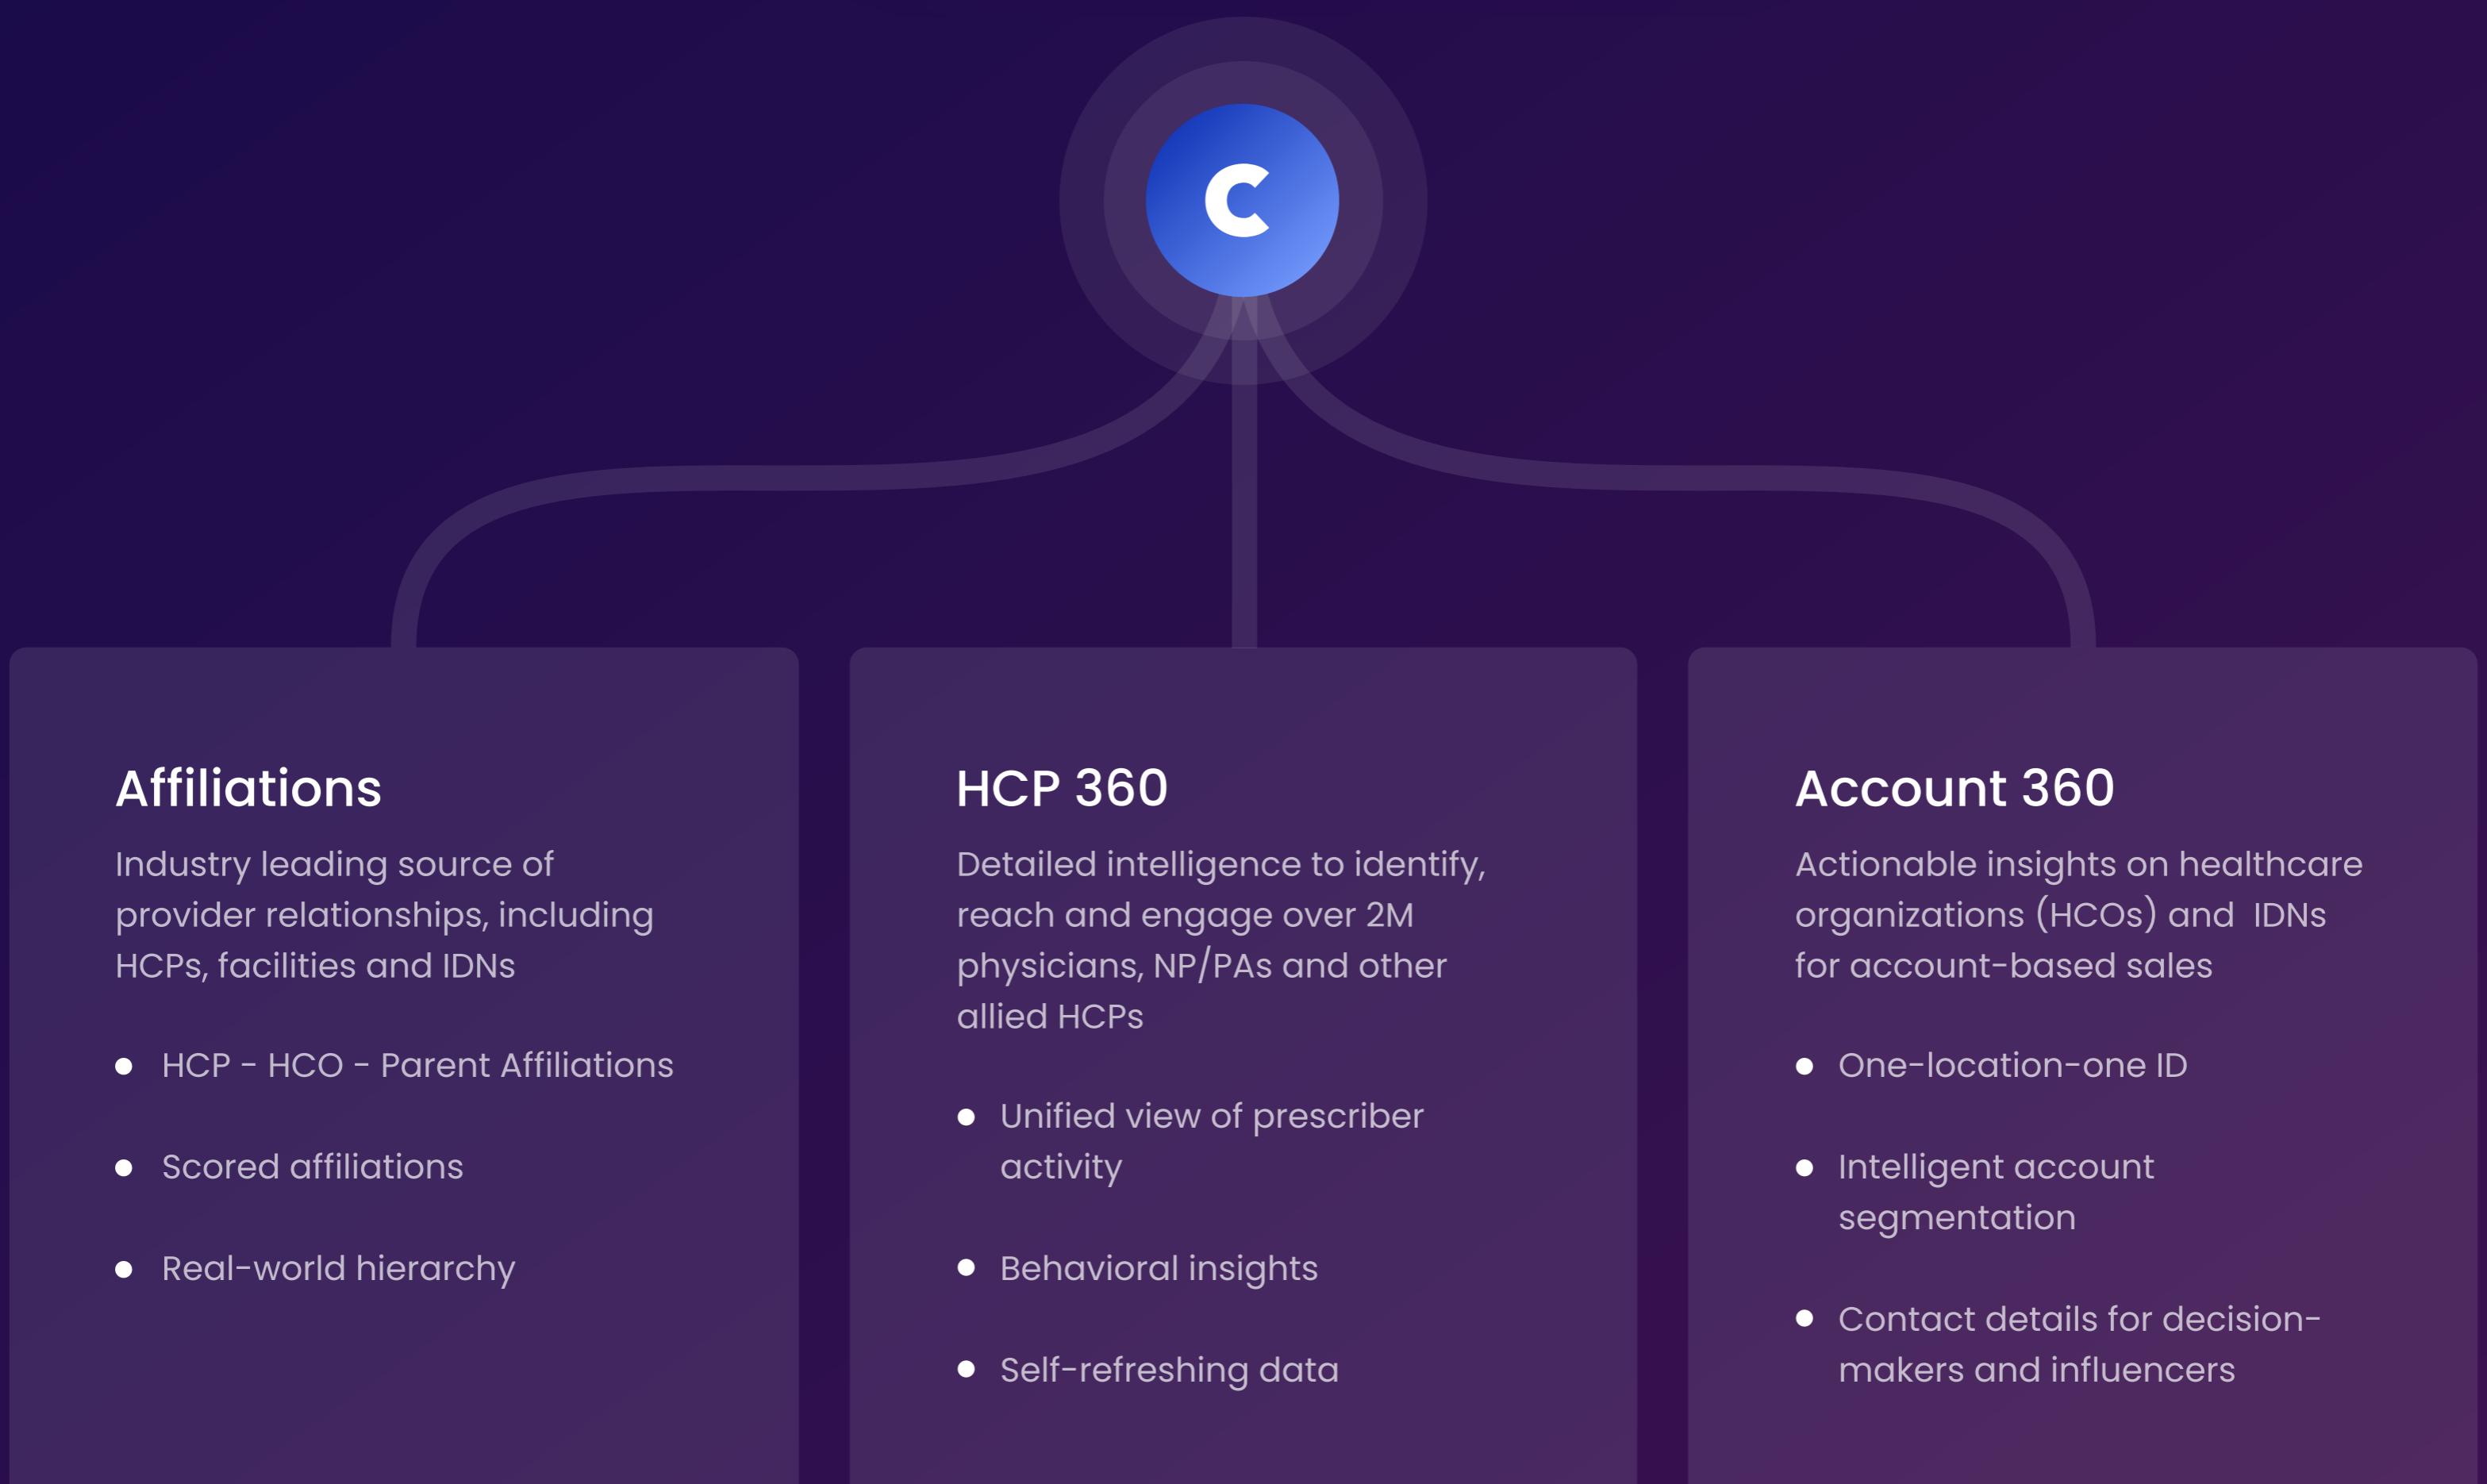 C
Affiliations
Industry leading source of
provider relationships, including
HCPs, facilities and IDNs
HCP - HCO - Parent Affiliations
Scored affiliations
Real-world hierarchy
HCP 360
Detailed intelligence to identify,
reach and engage over 2M
physicians, NP/PAs and other
allied HCPs
Unified view of prescriber
activity
Behavioral insights
Self-refreshing data
Account 360
Actionable insights on healthcare
organizations (HCOs) and  IDNs
for account-based sales
One-location-one ID
Intelligent account
segmentation
Contact details for decision-
makers and influencers